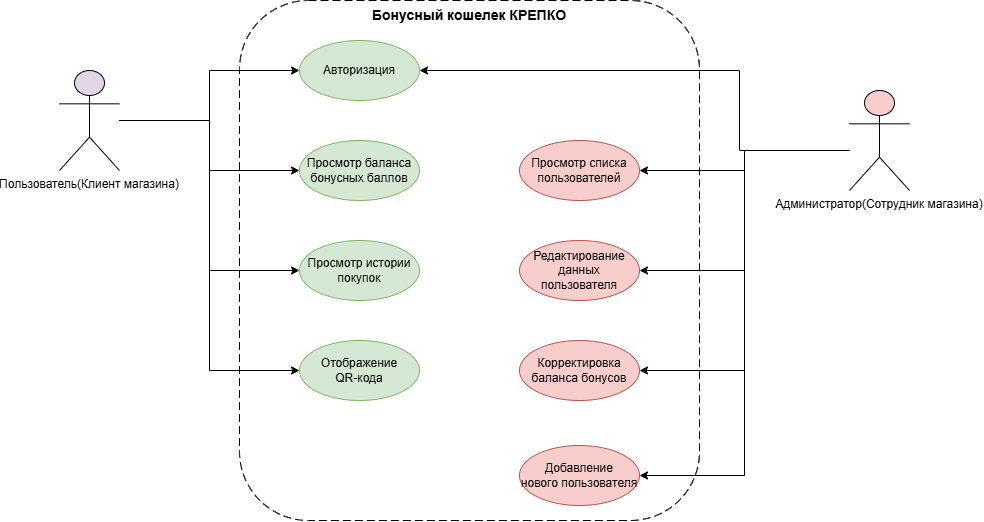 Бонусный кошелек КРЕПКО
Авторизация
Пользователь(Клиент магазина)
Администратор(Сотрудник магазина)
Просмотр баланса
бонусных баллов
Просмотр списка
пользователей
Просмотр истории
покупок
Редактирование
данных
пользователя
Отображение
QR-кода
Корректировка
баланса бонусов
Добавление
нового пользователя